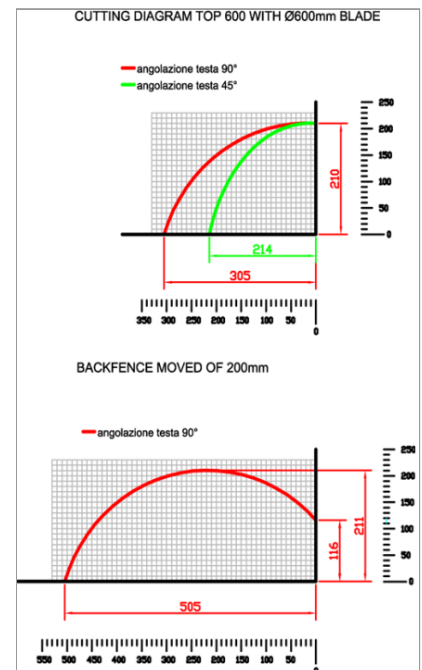 CUTTING DIAGRAM TOP 600 WITH Ø600mm BLADE
angolazione testa 90°
angolazione testa 45°
250
200
150
100
50
0
210
214
305
350 300 250 200 150 100 50 0
BACKFENCE MOVED OF 200mm
angolazione testa 90°
250
200
150
100
50
0
211
116
505
550 500 450 400 350 300 250 200 150 100 50 0